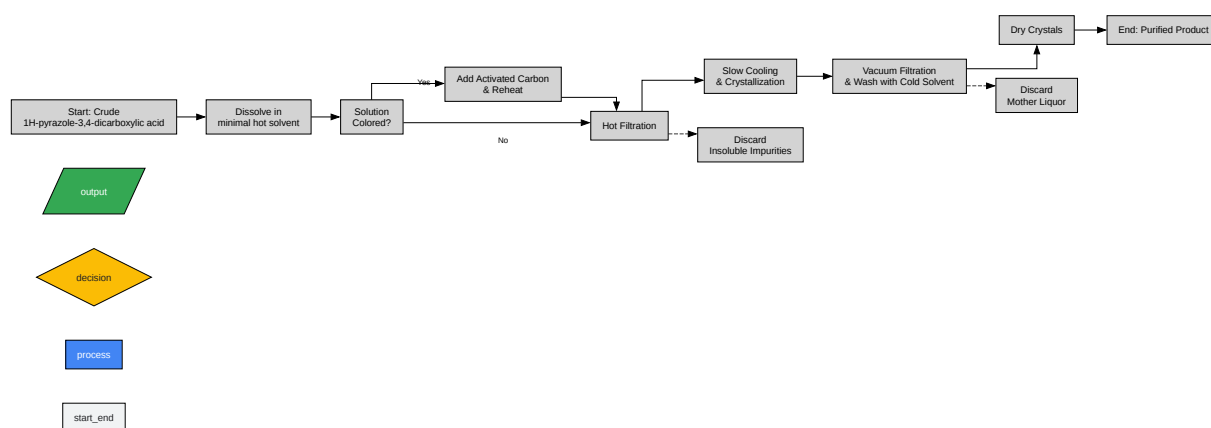 Start: Crude
1H-pyrazole-3,4-dicarboxylic acid
Dissolve in
minimal hot solvent
Solution
Colored?
Yes
No
Add Activated Carbon
& Reheat
Hot Filtration
Discard
Insoluble Impurities
Slow Cooling
& Crystallization
Vacuum Filtration
& Wash with Cold Solvent
Discard
Mother Liquor
Dry Crystals
End: Purified Product
output
decision
process
start_end